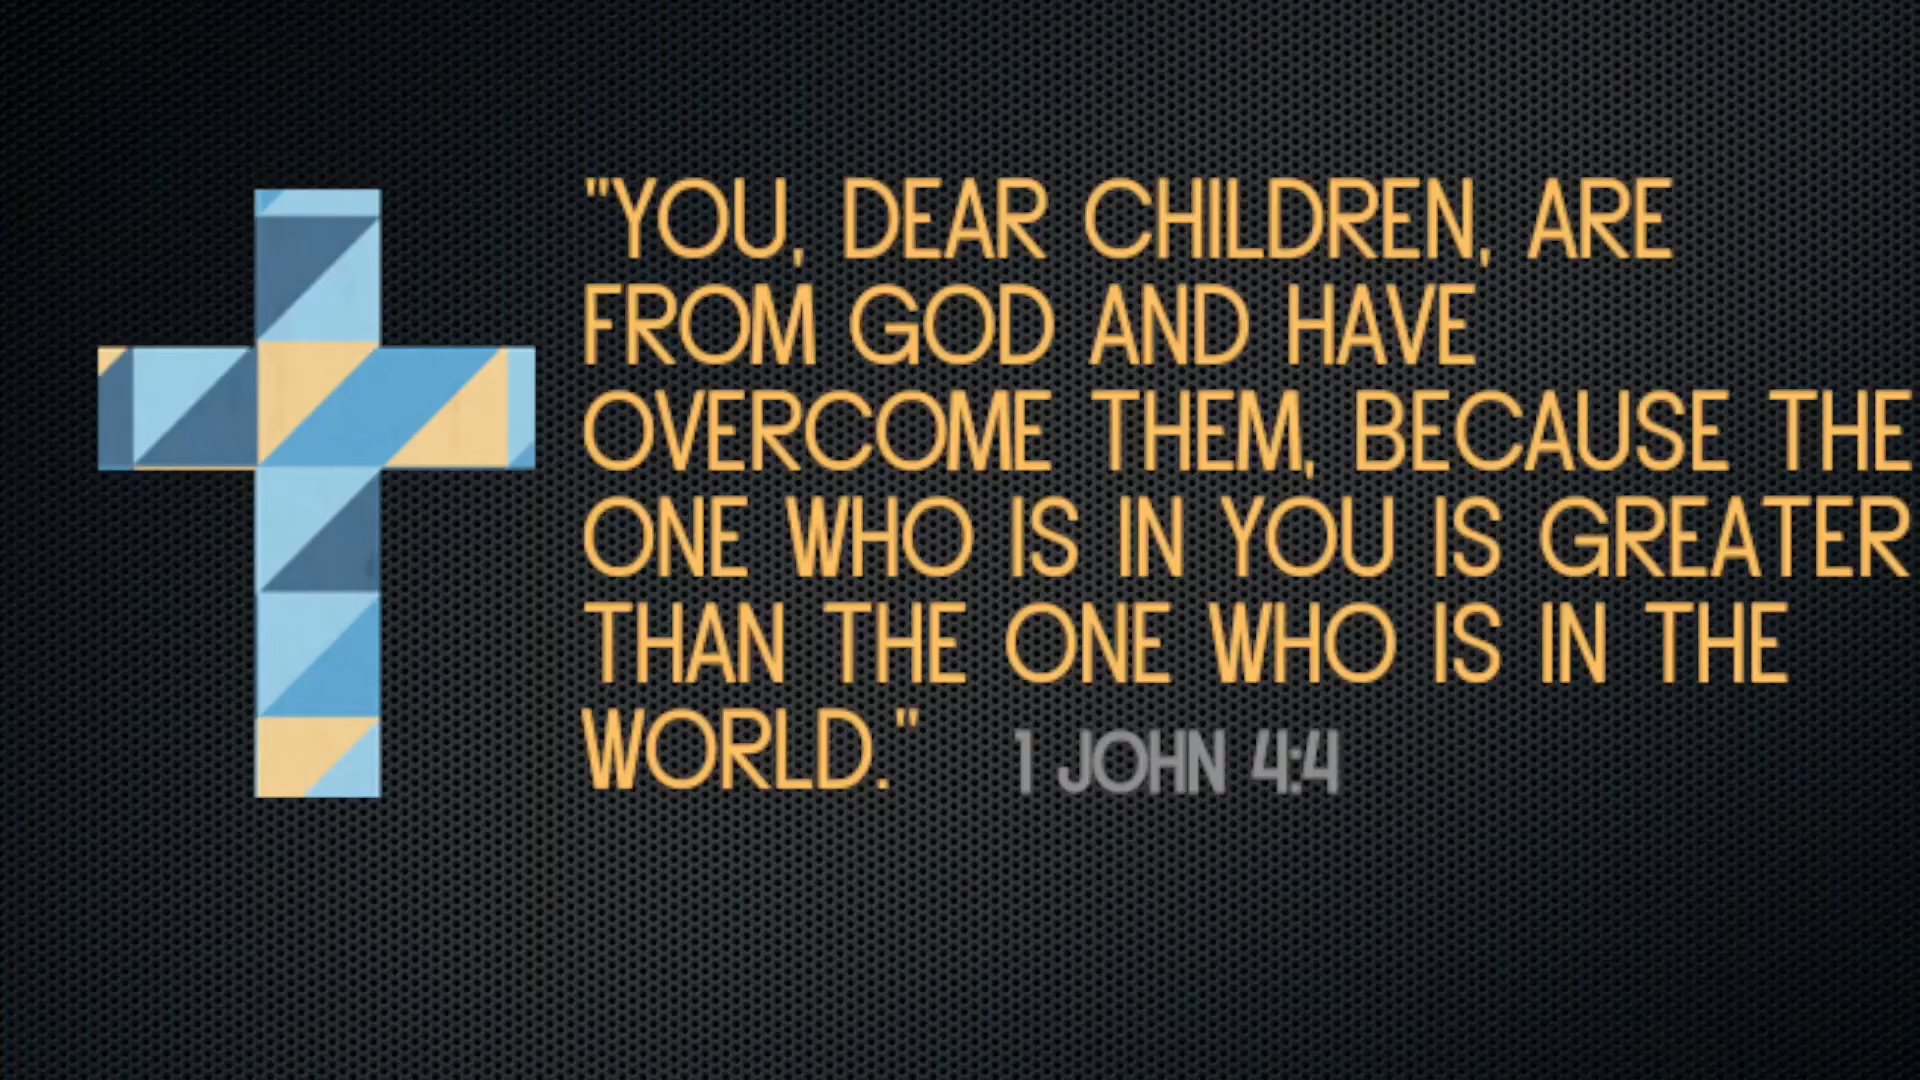 "YOU, DEAR CHILDREN, ARE
FROM GOD AND HAVE
OVERCOME THEM, BECAUSE THE
ONE WHO IS IN YOU IS GREATER
THAN THE ONE WHO IS IN THE
WORLD." 1 JOHN 4:4